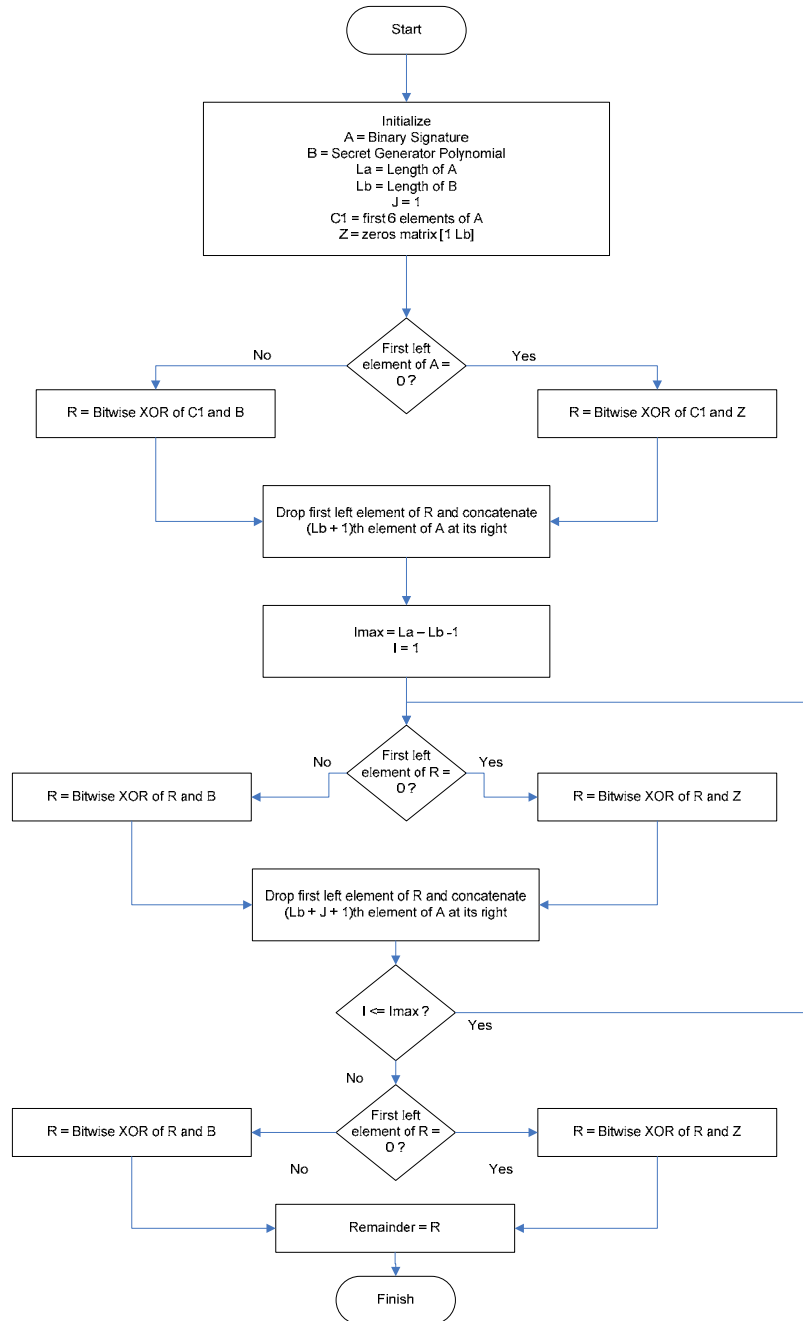 Start
Initialize
A = Binary Signature
B = Secret Generator Polynomial
La = Length of A
Lb = Length of B
J = 1
C1 = first 6 elements of A
Z = zeros matrix [1 Lb]
First left
element of A =
0 ?
No
Yes
R = Bitwise XOR of C1 and B
R = Bitwise XOR of C1 and Z
Drop first left element of R and concatenate
(Lb + 1)th element of A at its right
Imax = La – Lb -1
I = 1
First left
element of R =
0 ?
No
Yes
R = Bitwise XOR of R and B
R = Bitwise XOR of R and Z
Drop first left element of R and concatenate
(Lb + J + 1)th element of A at its right
I <= Imax ?
Yes
No
First left
element of R =
0 ?
R = Bitwise XOR of R and B
R = Bitwise XOR of R and Z
No
Yes
Remainder = R
Finish